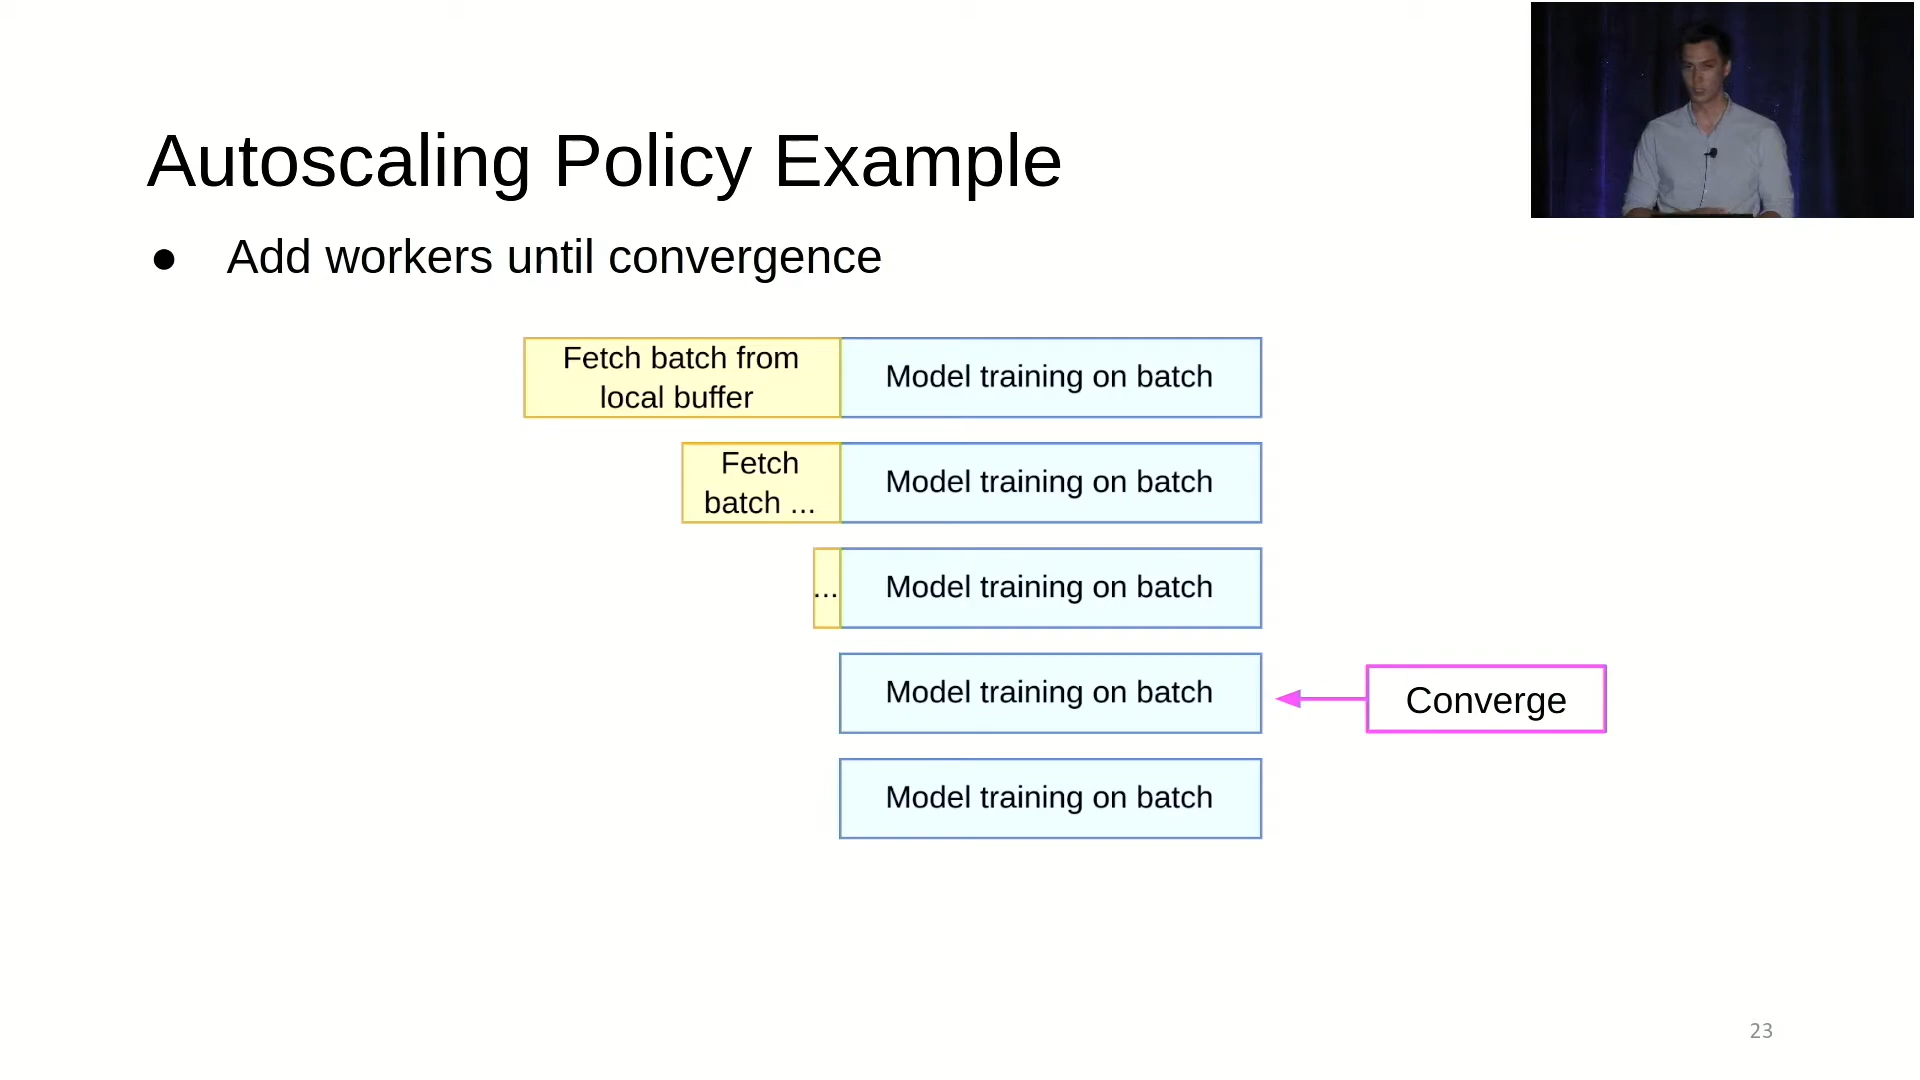 Autoscaling Policy Example
● Add workers until convergence
Fetch batch from
local buffer
Model training on batch
Fetch
batch ...
Model training on batch
...
Model training on batch
Model training on batch
Converge
Model training on batch
23